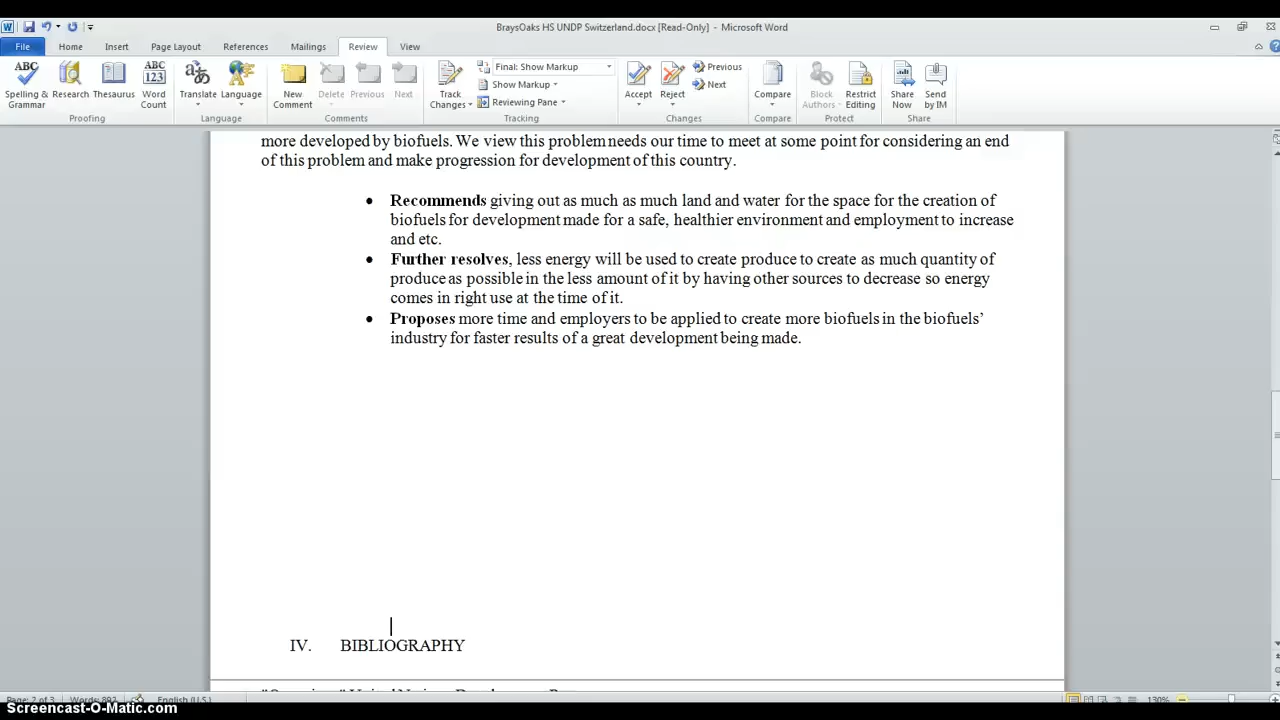 BraysOaks HS UNDP Switzerland.docx [Read-Only] - Microsoft Word
File Home Insert Page Layout References Mailings Review View
Spelling & Grammar Research Thesaurus Word Count Translate Language New Comment Delete Previous Next Track Changes Final: Show Markup Show Markup Reviewing Pane Accept Reject Previous Next Compare Block Authors Restrict Editing Share Now Send by IM
Proofing Language Comments Tracking Changes Compare Protect Share
more developed by biofuels. We view this problem needs our time to meet at some point for considering an end
of this problem and make progression for development of this country.
• Recommends giving out as much as much land and water for the space for the creation of
biofuels for development made for a safe, healthier environment and employment to increase
and etc.
• Further resolves, less energy will be used to create produce to create as much quantity of
produce as possible in the less amount of it by having other sources to decrease so energy
comes in right use at the time of it.
• Proposes more time and employers to be applied to create more biofuels in the biofuels’
industry for faster results of a great development being made.
IV. BIBLIOGRAPHY
Page: 2 of 3 Words: 892 English (U.S.) 130%
Screencast-O-Matic.com